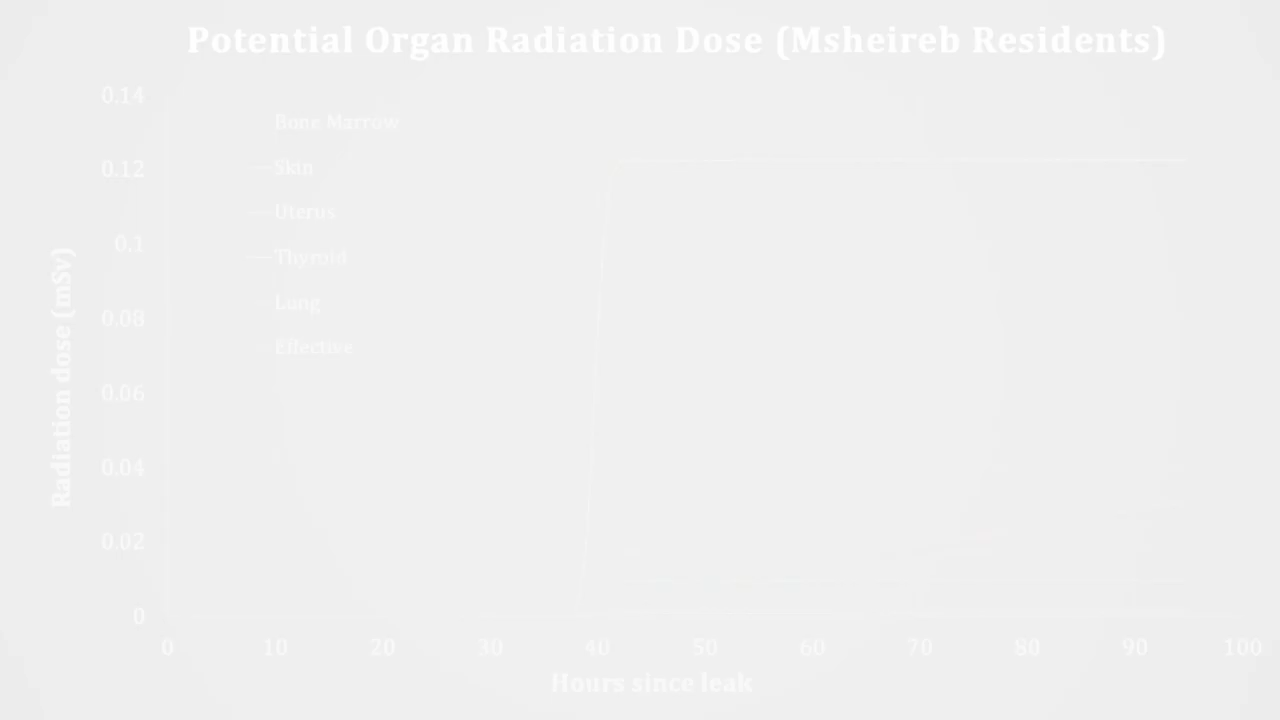 Potential Organ Radiation Dose (Msheireb Residents)
0.14
0.12
0.1
0.08
0.06
0.04
0.02
0
Radiation dose (mSv)
Bone Marrow
Skin
Uterus
Thyroid
Lung
Effective
0 10 20 30 40 50 60 70 80 90 100
Hours since leak